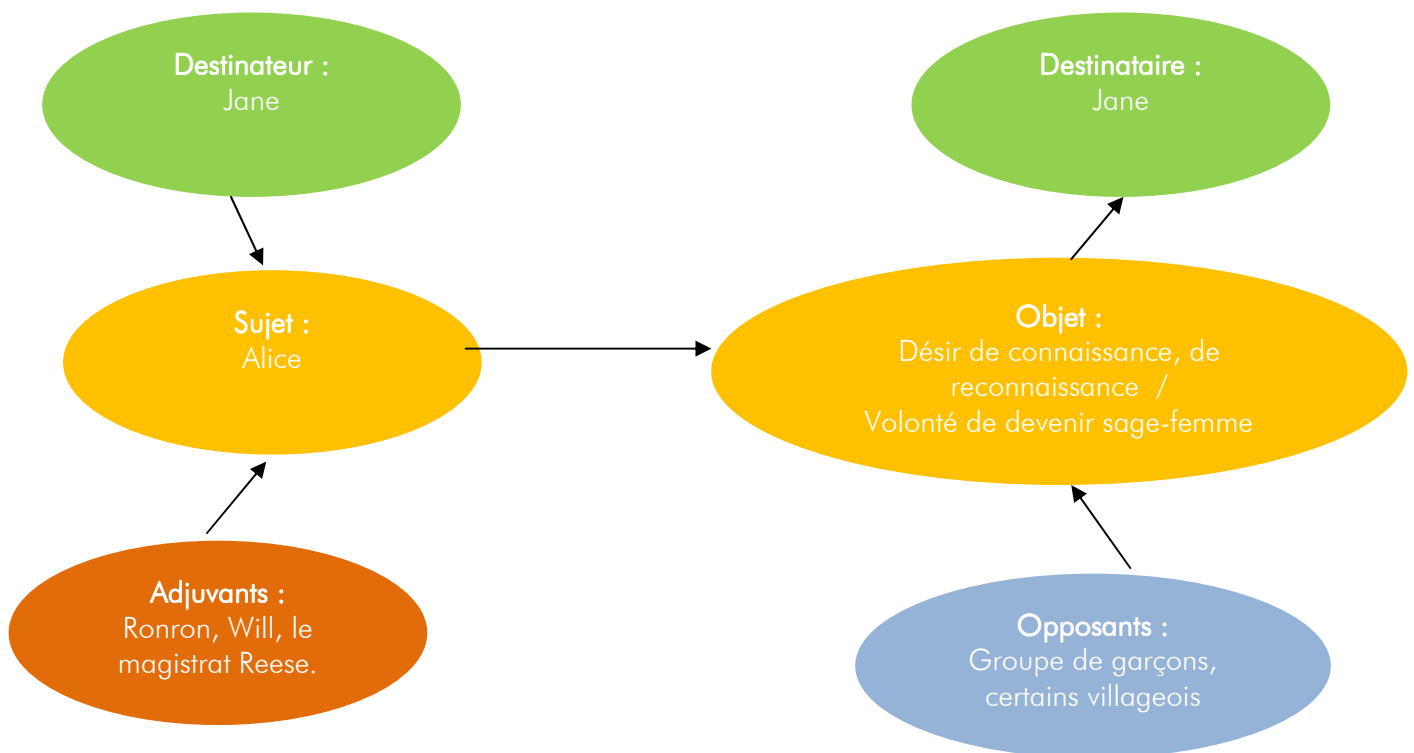 Destinateur :
Jane
Destinataire :
Jane
Sujet :
Alice
Objet :
Désir de connaissance, de
reconnaissance /
Volonté de devenir sage-femme
Adjuvants :
Ronron, Will, le
magistrat Reese.
Opposants :
Groupe de garçons,
certains villageois